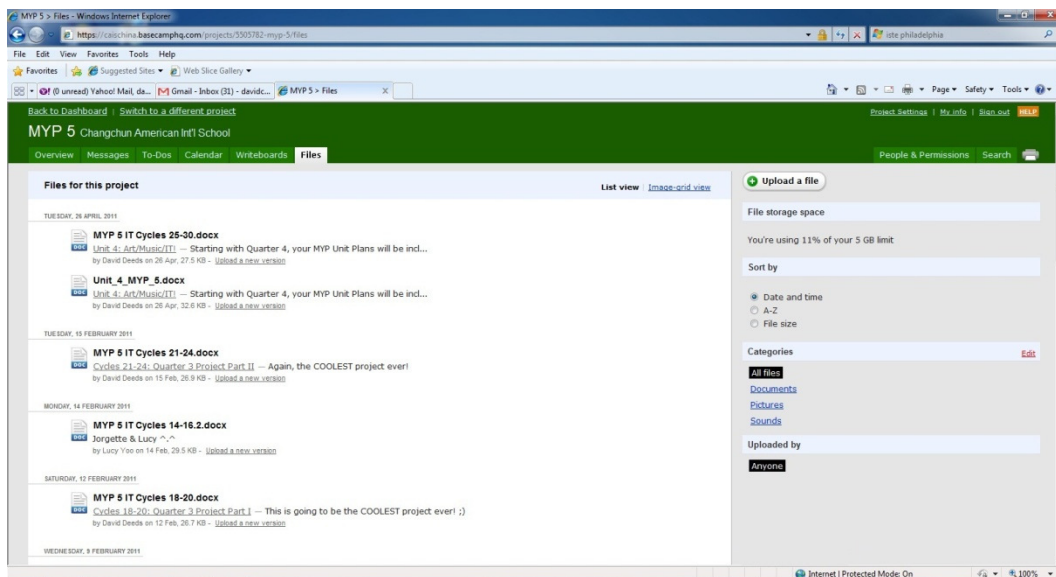 MYP 5 > Files - Windows Internet Explorer
https://caischina.basecamphq.com/projects/5505782-myp-5/files
iste philadelphia
File Edit View Favorites Tools Help
Favorites Suggested Sites Web Slice Gallery
(0 unread) Yahoo! Mail, da... Gmail - Inbox (31) - davidc... MYP 5 > Files X
Page Safety Tools
Back to Dashboard | Switch to a different project
Project Settings | My info | Sign out HELP
MYP 5 Changchun American Int'l School
Overview Messages To-Dos Calendar Writeboards Files
People & Permissions Search
Files for this project
List view Image-grid view
TUESDAY, 26 APRIL 2011
MYP 5 IT Cycles 25-30.docx
DOC Unit 4: Art/Music/IT! — Starting with Quarter 4, your MYP Unit Plans will be incl...
by David Deeds on 26 Apr, 27.5 KB - Upload a new version
Unit_4_MYP_5.docx
DOC Unit 4: Art/Music/IT! — Starting with Quarter 4, your MYP Unit Plans will be incl...
by David Deeds on 26 Apr, 32.6 KB - Upload a new version
TUESDAY, 15 FEBRUARY 2011
MYP 5 IT Cycles 21-24.docx
DOC Cycles 21-24: Quarter 3 Project Part II — Again, the COOLEST project ever!
by David Deeds on 15 Feb, 26.9 KB - Upload a new version
MONDAY, 14 FEBRUARY 2011
MYP 5 IT Cycles 14-16.2.docx
DOC Jorgette & Lucy ^.^
by Lucy Yoo on 14 Feb, 29.5 KB - Upload a new version
SATURDAY, 12 FEBRUARY 2011
MYP 5 IT Cycles 18-20.docx
DOC Cycles 18-20: Quarter 3 Project Part I — This is going to be the COOLEST project ever! ;)
by David Deeds on 12 Feb, 26.7 KB - Upload a new version
WEDNESDAY, 9 FEBRUARY 2011
Upload a file
File storage space
You're using 11% of your 5 GB limit
Sort by
Date and time
A-Z
File size
Categories Edit
All files
Documents
Pictures
Sounds
Uploaded by
Anyone
Internet | Protected Mode: On 100%